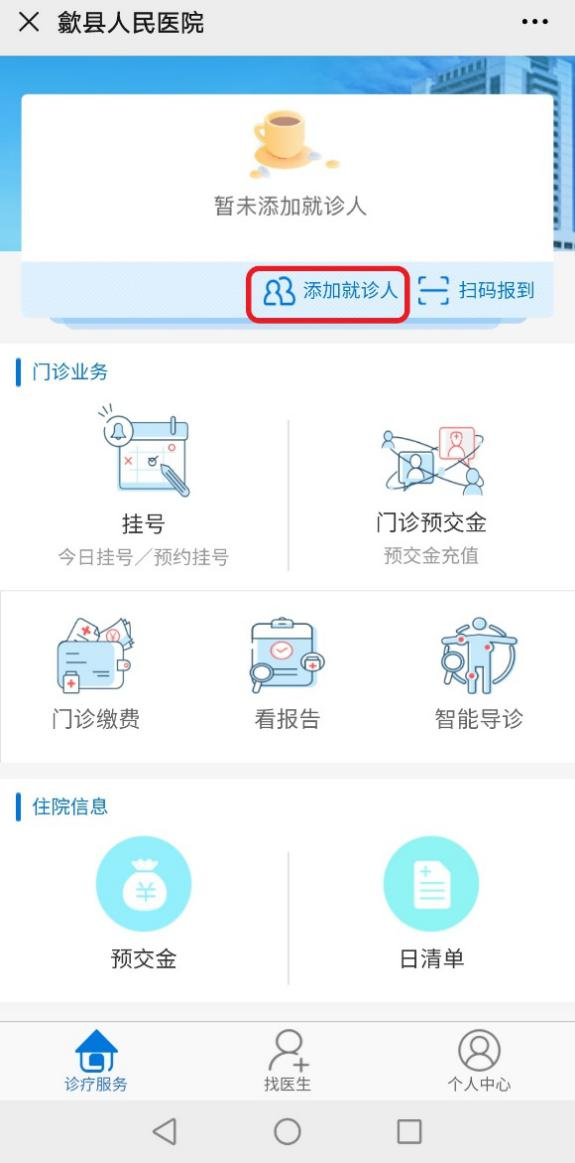 歙县人民医院
暂未添加就诊人
添加就诊人 扫码报到
门诊业务
挂号 门诊预交金
今日挂号／预约挂号 预交金充值
门诊缴费 看报告 智能导诊
住院信息
预交金 日清单
诊疗服务 找医生 个人中心